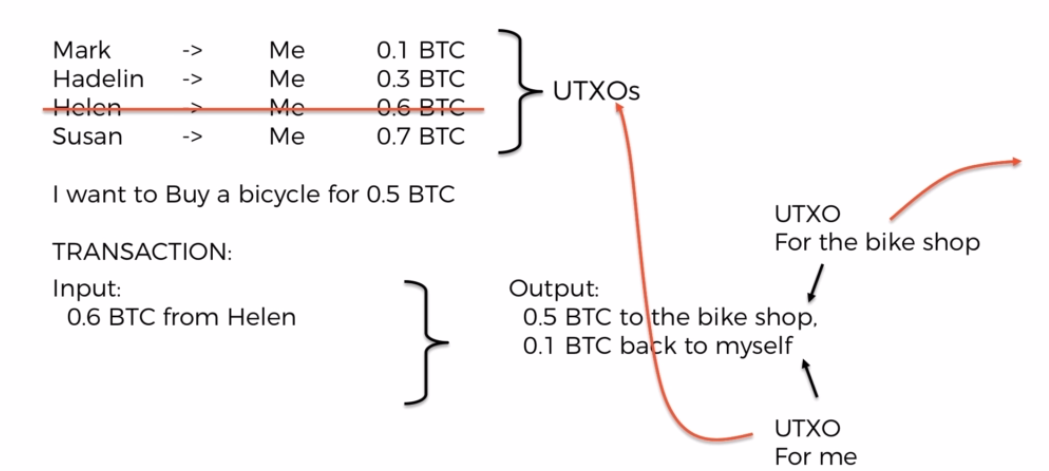 Mark -> Me 0.1 BTC
Hadelin -> Me 0.3 BTC
UTXOs
Helen -> Me 0.6 BTC
Susan -> Me 0.7 BTC
I want to Buy a bicycle for 0.5 BTC
UTXO
For the bike shop
TRANSACTION:
Input:
0.6 BTC from Helen
Output:
0.5 BTC to the bike shop,
0.1 BTC back to myself
UTXO
For me